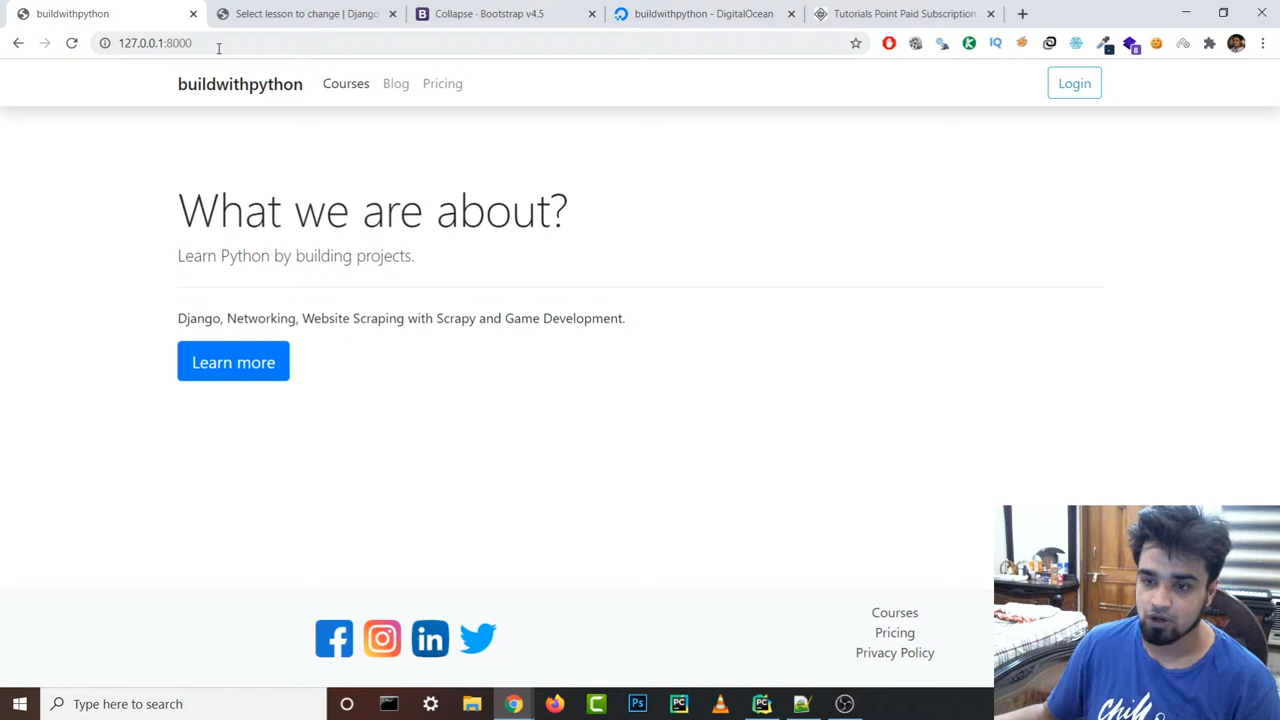 buildwithpython
Select lesson to change | Django
Collapse · Bootstrap v4.5
buildwithpython - DigitalOcean
Tutorials Point Paid Subscription
127.0.0.1:8000
buildwithpython Courses Blog Pricing Login
What we are about?
Learn Python by building projects.
Django, Networking, Website Scraping with Scrapy and Game Development.
Learn more
Courses
Pricing
Privacy Policy
Type here to search